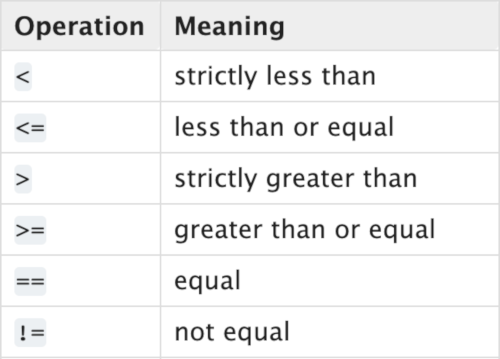 Operation Meaning
< strictly less than
<= less than or equal
> strictly greater than
>= greater than or equal
== equal
!= not equal